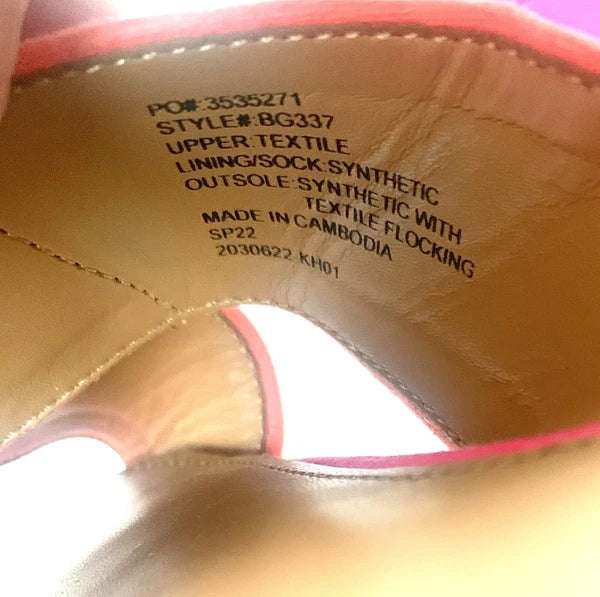 PO#:3535271
STYLE#:BG337
UPPER:TEXTILE
LINING/SOCK:SYNTHETIC
OUTSOLE:SYNTHETIC WITH
TEXTILE FLOCKING
MADE IN CAMBODIA
SP22
2030622 KH01